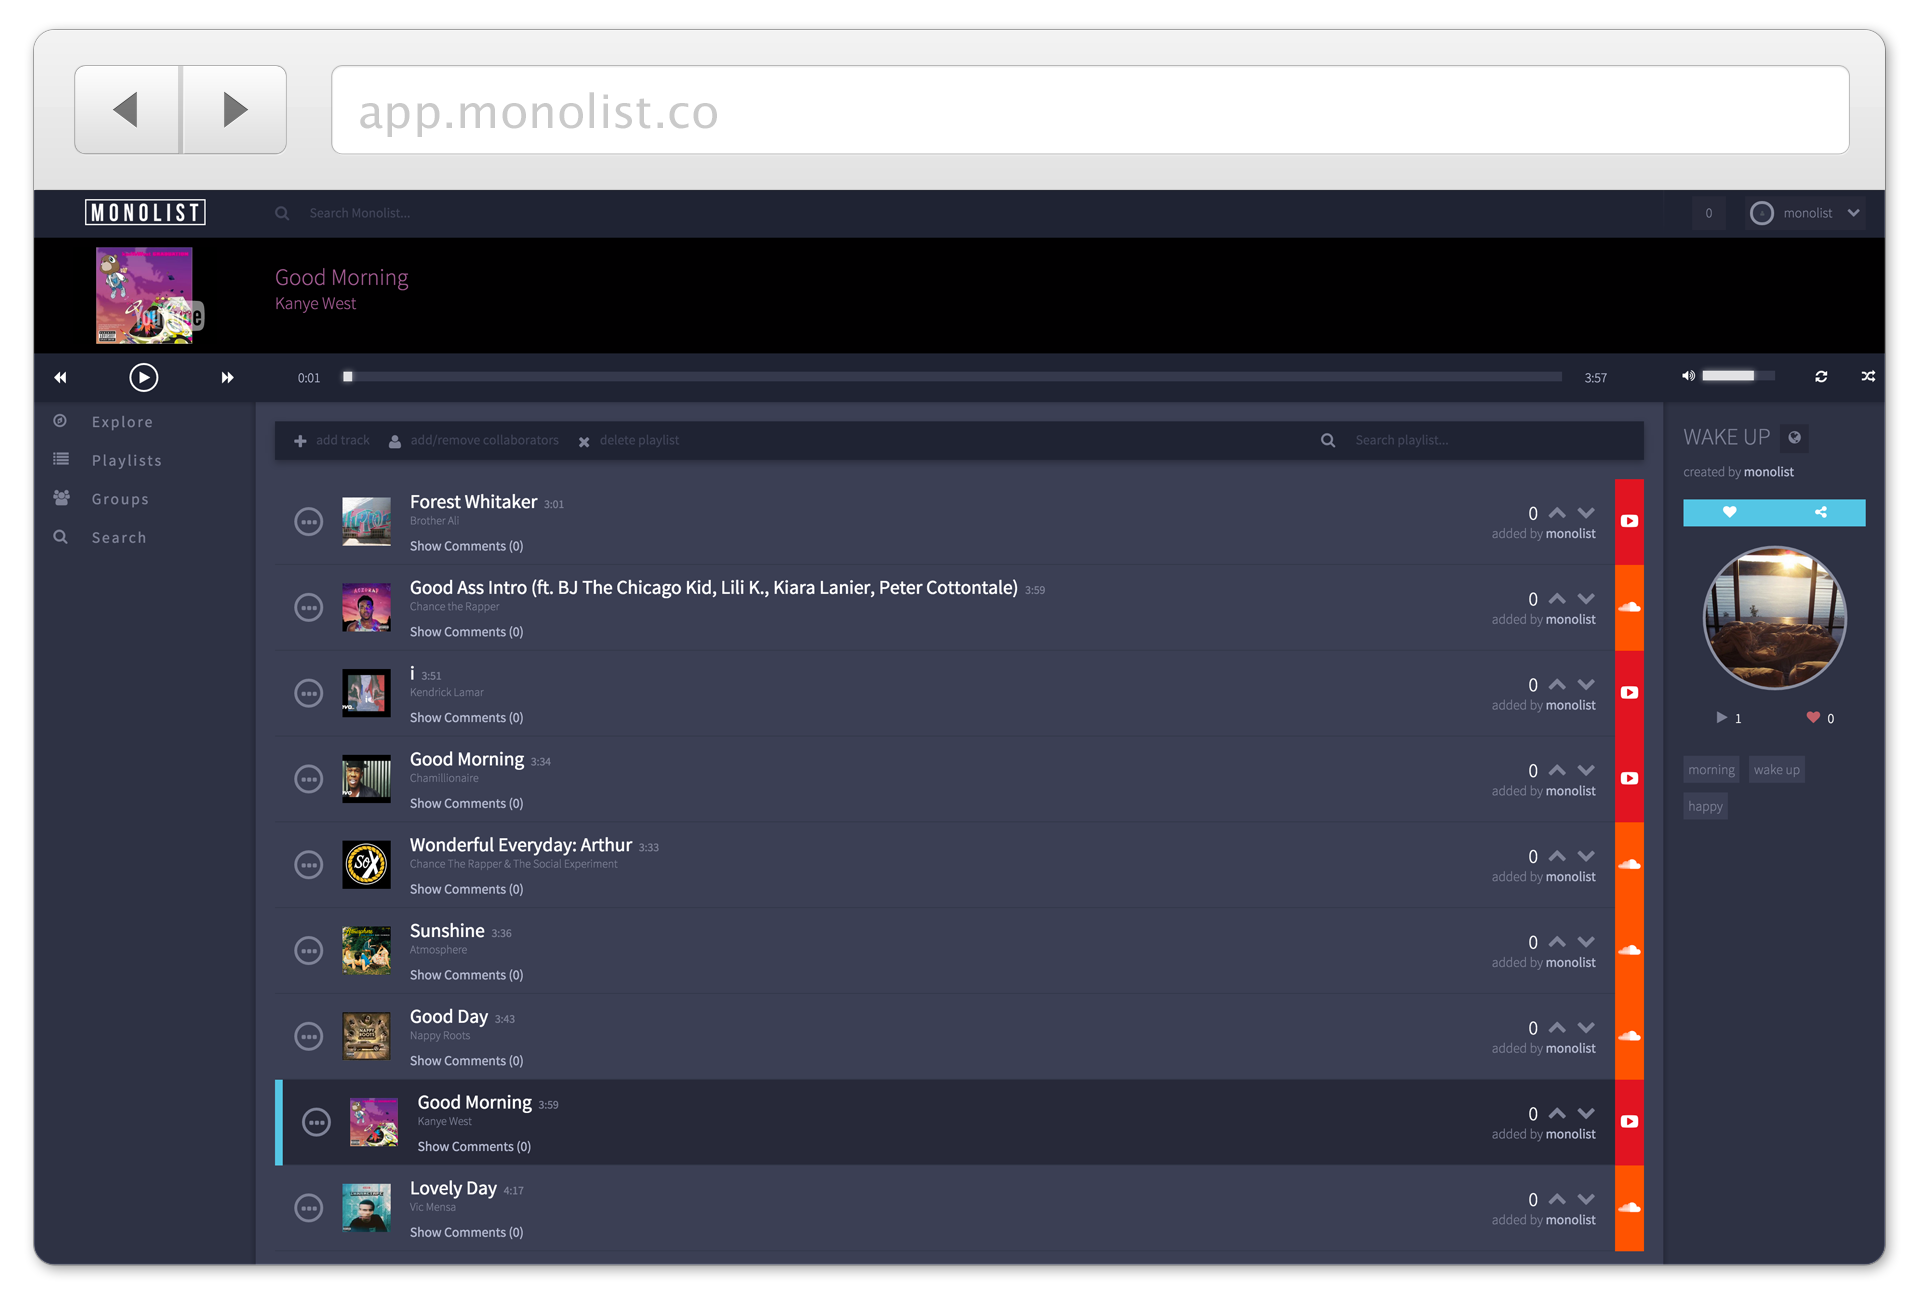 app.monolist.co
MONOLIST
Search Monolist...
0
monolist
Good Morning
Kanye West
0:01
3:57
Explore
Playlists
Groups
Search
add track
add/remove collaborators
delete playlist
Search playlist...
Forest Whitaker 3:01
Brother Ali
Show Comments (0)
0
added by monolist
Good Ass Intro (ft. BJ The Chicago Kid, Lili K., Kiara Lanier, Peter Cottontale) 3:59
Chance the Rapper
Show Comments (0)
0
added by monolist
i 3:51
Kendrick Lamar
Show Comments (0)
0
added by monolist
Good Morning 3:34
Chamillionaire
Show Comments (0)
0
added by monolist
Wonderful Everyday: Arthur 3:33
Chance The Rapper & The Social Experiment
Show Comments (0)
0
added by monolist
Sunshine 3:36
Atmosphere
Show Comments (0)
0
added by monolist
Good Day 3:43
Nappy Roots
Show Comments (0)
0
added by monolist
Good Morning 3:59
Kanye West
Show Comments (0)
0
added by monolist
Lovely Day 4:17
Vic Mensa
Show Comments (0)
0
added by monolist
WAKE UP
created by monolist
1
0
morning
wake up
happy